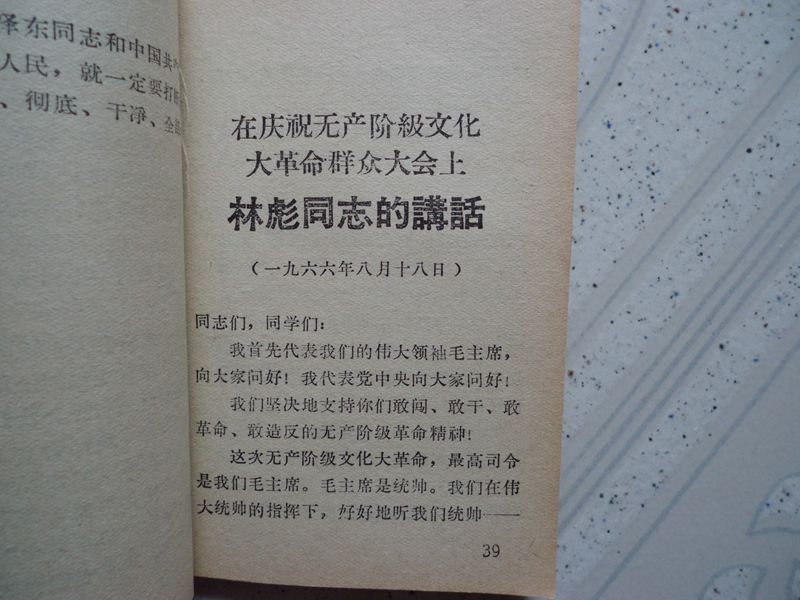 泽东同志和中国共
人民，就一定要打
、彻底、干净、全
在庆祝无产阶級文化
大革命群众大会上
林彪同志的講話
（一九六六年八月十八日）
同志们，同学们：
我首先代表我们的伟大领袖毛主席，
向大家问好！我代表党中央向大家问好！
我们坚决地支持你们敢闯、敢干、敢
革命、敢造反的无产阶级革命精神！
这次无产阶级文化大革命，最高司令
是我们毛主席。毛主席是统帅。我们在伟
大统帅的指挥下，好好地听我们统帅——
39